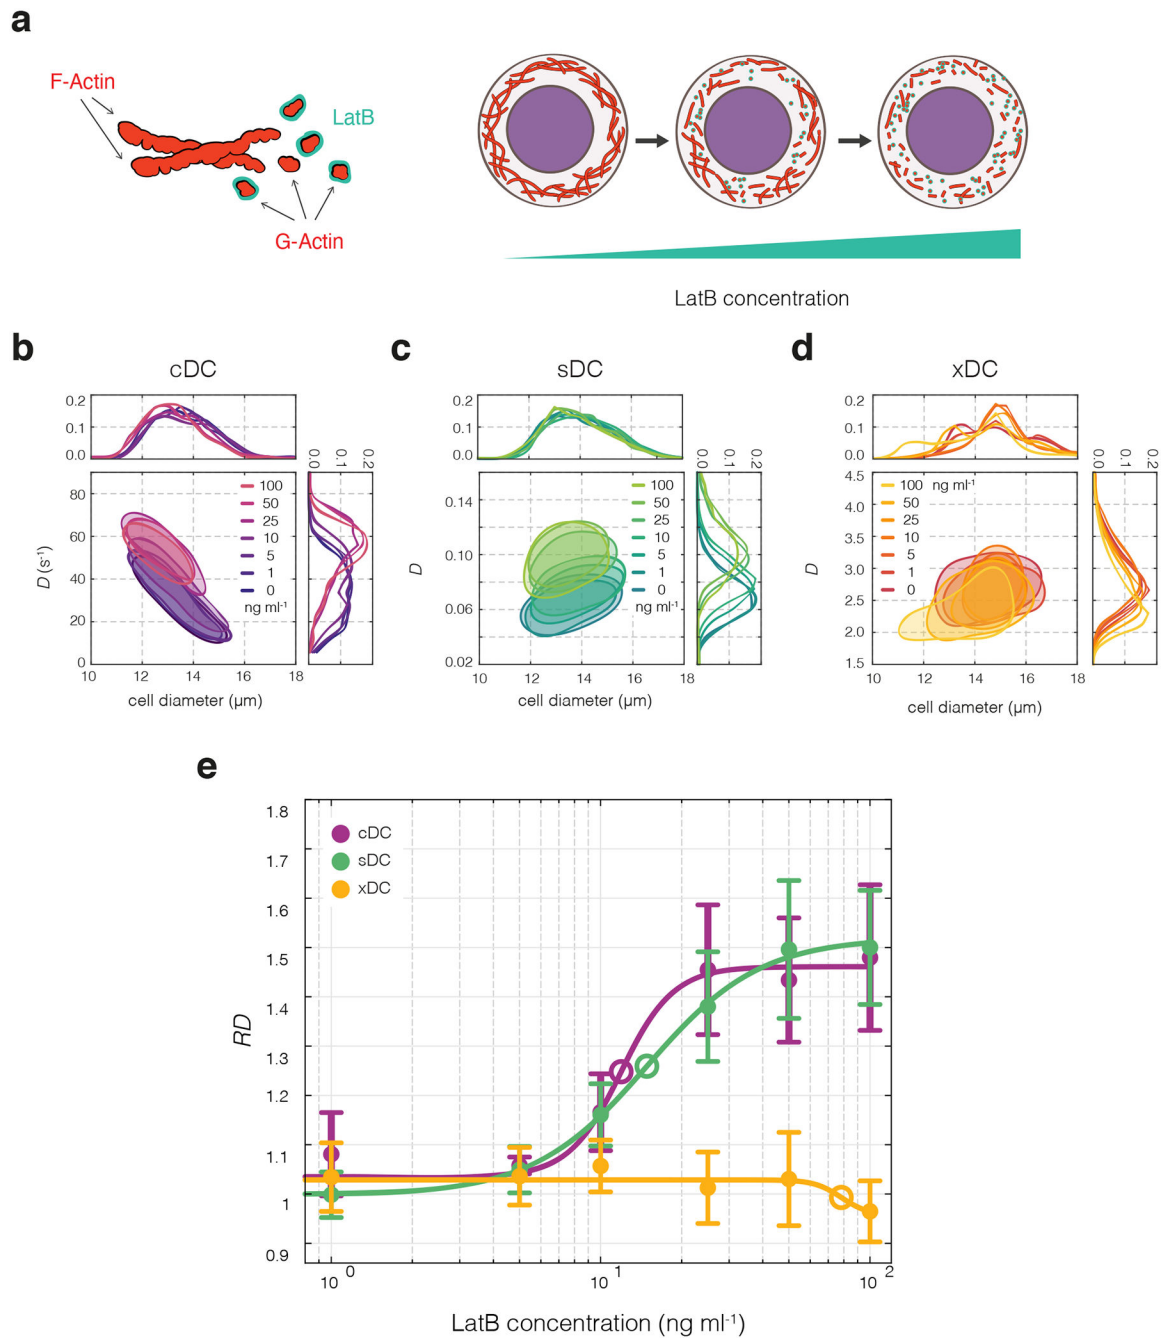 a
F-Actin
LatB
G-Actin
LatB concentration
b
cDC
0.2
0.1
0.0
0.0
0.1
0.2
80
60
40
20
0
D (s⁻¹)
100
50
25
10
5
1
0
ng ml⁻¹
10 12 14 16 18
cell diameter (µm)
c
sDC
0.2
0.1
0.0
0.0
0.1
0.2
0.14
0.10
0.06
0.02
D
100
50
25
10
5
1
0
ng ml⁻¹
10 12 14 16 18
cell diameter (µm)
d
xDC
0.2
0.1
0.0
0.0
0.1
0.2
4.5
4.0
3.5
3.0
2.5
2.0
1.5
D
100 ng ml⁻¹
50
25
10
5
1
0
10 12 14 16 18
cell diameter (µm)
e
1.8
1.7
1.6
1.5
1.4
1.3
1.2
1.1
1
0.9
RD
cDC
sDC
xDC
10⁰ 10¹ 10²
LatB concentration (ng ml⁻¹)